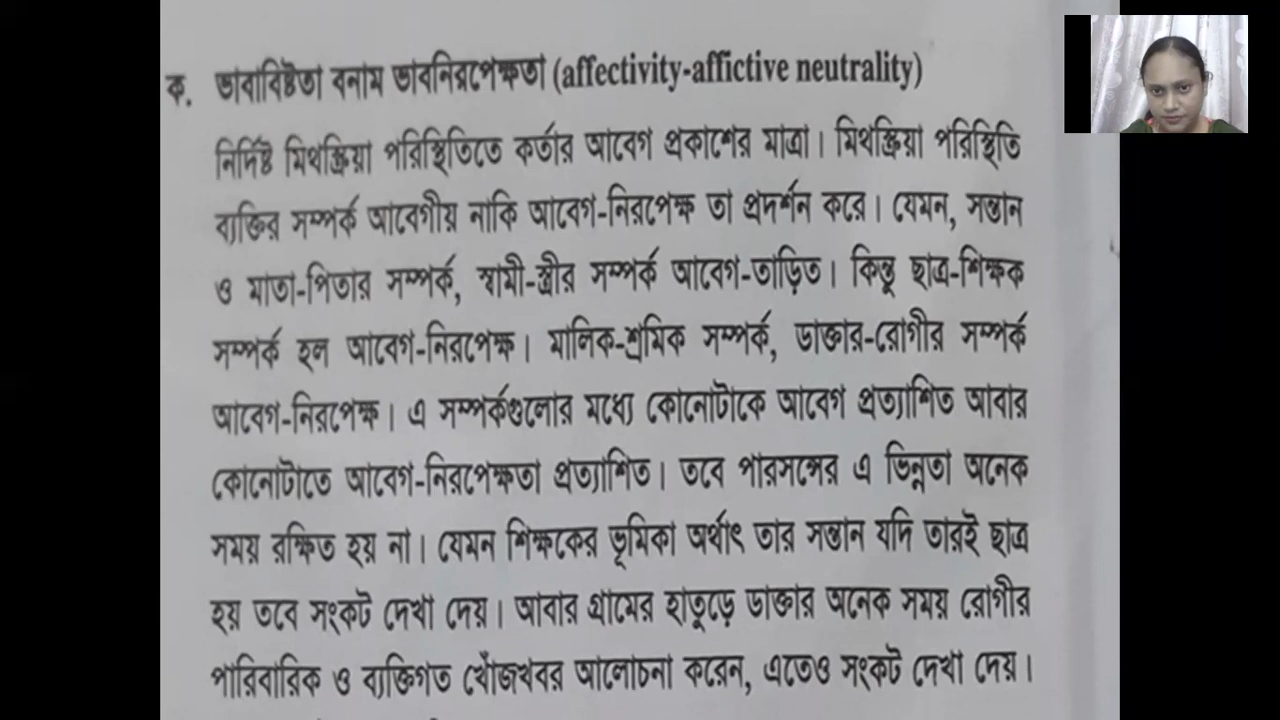 ক. ভাবাবিষ্টতা বনাম ভাবনিরপেক্ষতা (affectivity-affictive neutrality)
নির্দিষ্ট মিথষ্ক্রিয়া পরিস্থিতিতে কর্তার আবেগ প্রকাশের মাত্রা। মিথষ্ক্রিয়া পরিস্থিতি
ব্যক্তির সম্পর্ক আবেগীয় নাকি আবেগ-নিরপেক্ষ তা প্রদর্শন করে। যেমন, সন্তান
ও মাতা-পিতার সম্পর্ক, স্বামী-স্ত্রীর সম্পর্ক আবেগ-তাড়িত। কিন্তু ছাত্র-শিক্ষক
সম্পর্ক হল আবেগ-নিরপেক্ষ। মালিক-শ্রমিক সম্পর্ক, ডাক্তার-রোগীর সম্পর্ক
আবেগ-নিরপেক্ষ। এ সম্পর্কগুলোর মধ্যে কোনোটাকে আবেগ প্রত্যাশিত আবার
কোনোটাতে আবেগ-নিরপেক্ষতা প্রত্যাশিত। তবে পারসন্সের এ ভিন্নতা অনেক
সময় রক্ষিত হয় না। যেমন শিক্ষকের ভূমিকা অর্থাৎ তার সন্তান যদি তারই ছাত্র
হয় তবে সংকট দেখা দেয়। আবার গ্রামের হাতুড়ে ডাক্তার অনেক সময় রোগীর
পারিবারিক ও ব্যক্তিগত খোঁজখবর আলোচনা করেন, এতেও সংকট দেখা দেয়।